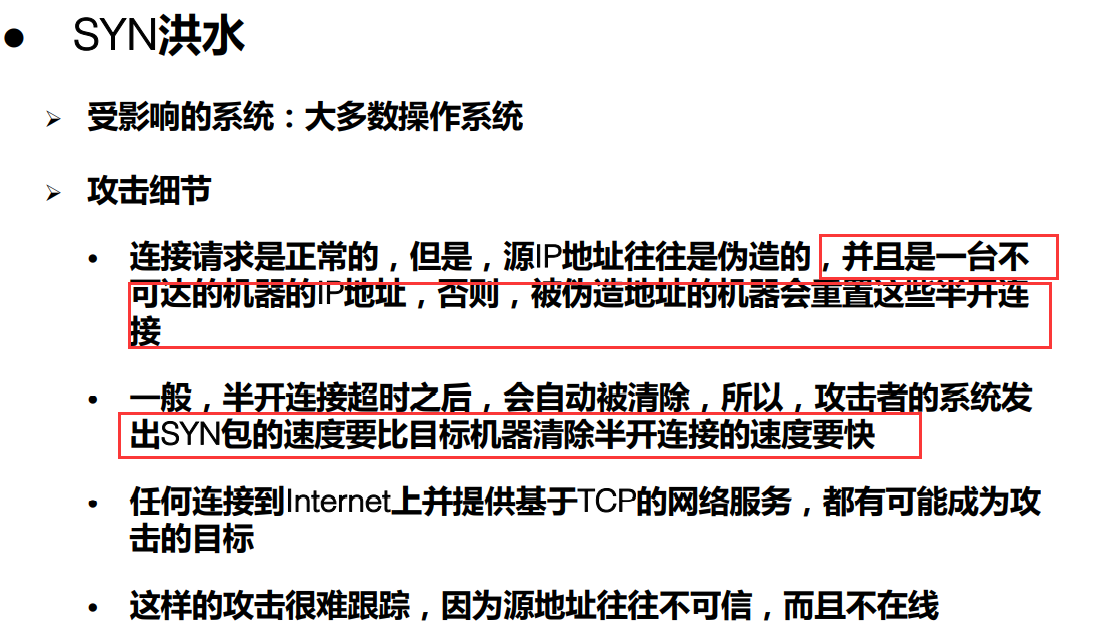 ● SYN洪水
➢ 受影响的系统：大多数操作系统
➢ 攻击细节
• 连接请求是正常的，但是，源IP地址往往是伪造的，并且是一台不
可达的机器的IP地址，否则，被伪造地址的机器会重置这些半开连
接
• 一般，半开连接超时之后，会自动被清除，所以，攻击者的系统发
出SYN包的速度要比目标机器清除半开连接的速度要快
• 任何连接到Internet上并提供基于TCP的网络服务，都有可能成为攻
击的目标
• 这样的攻击很难跟踪，因为源地址往往不可信，而且不在线